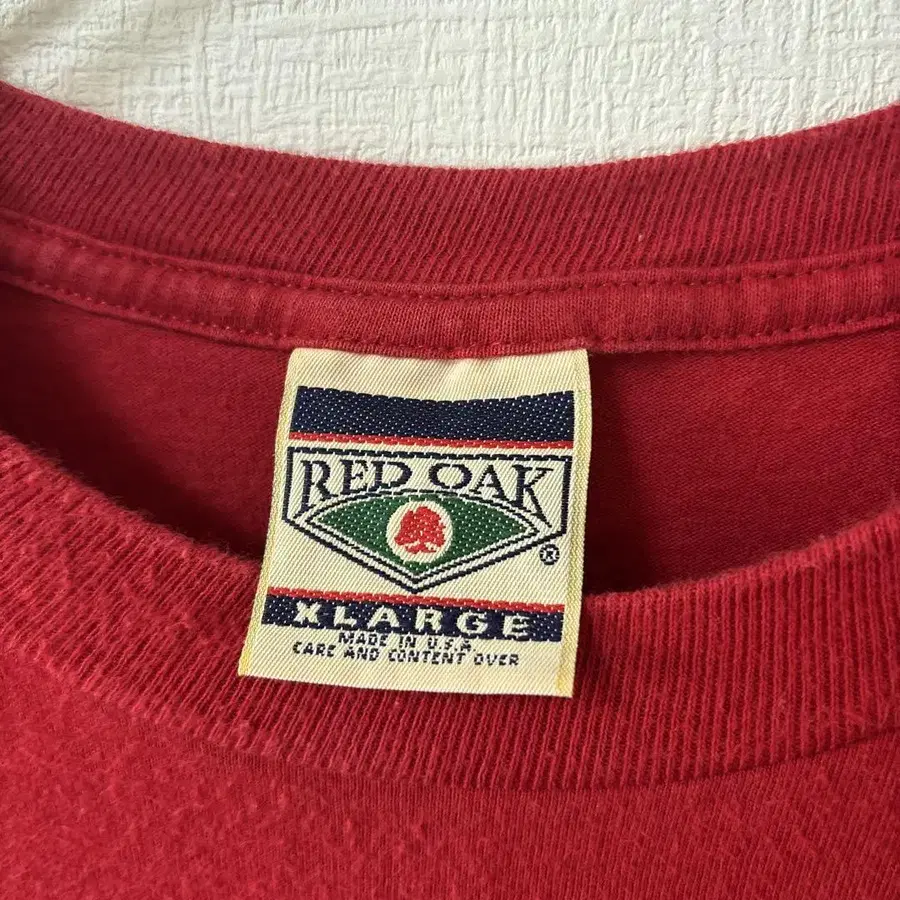 RED OAK
®
XLARGE
MADE IN U.S.A.
CARE AND CONTENT OVER